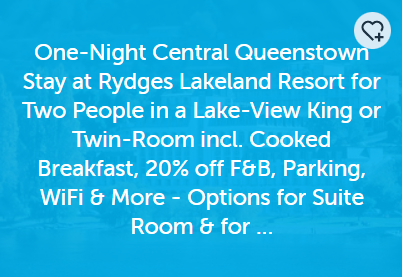 One-Night Central Queenstown
Stay at Rydges Lakeland Resort for
Two People in a Lake-View King or
Twin-Room incl. Cooked
Breakfast, 20% off F&B, Parking,
WiFi & More - Options for Suite
Room & for ...